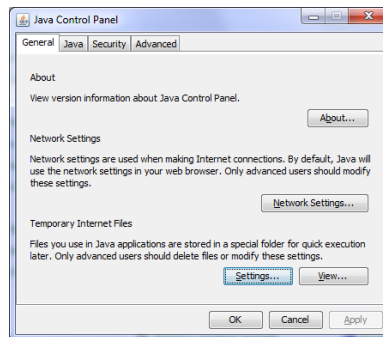 Java Control Panel
General Java Security Advanced
About
View version information about Java Control Panel.
About...
Network Settings
Network settings are used when making Internet connections. By default, Java will
use the network settings in your web browser. Only advanced users should modify
these settings.
Network Settings...
Temporary Internet Files
Files you use in Java applications are stored in a special folder for quick execution
later. Only advanced users should delete files or modify these settings.
Settings... View...
OK Cancel Apply